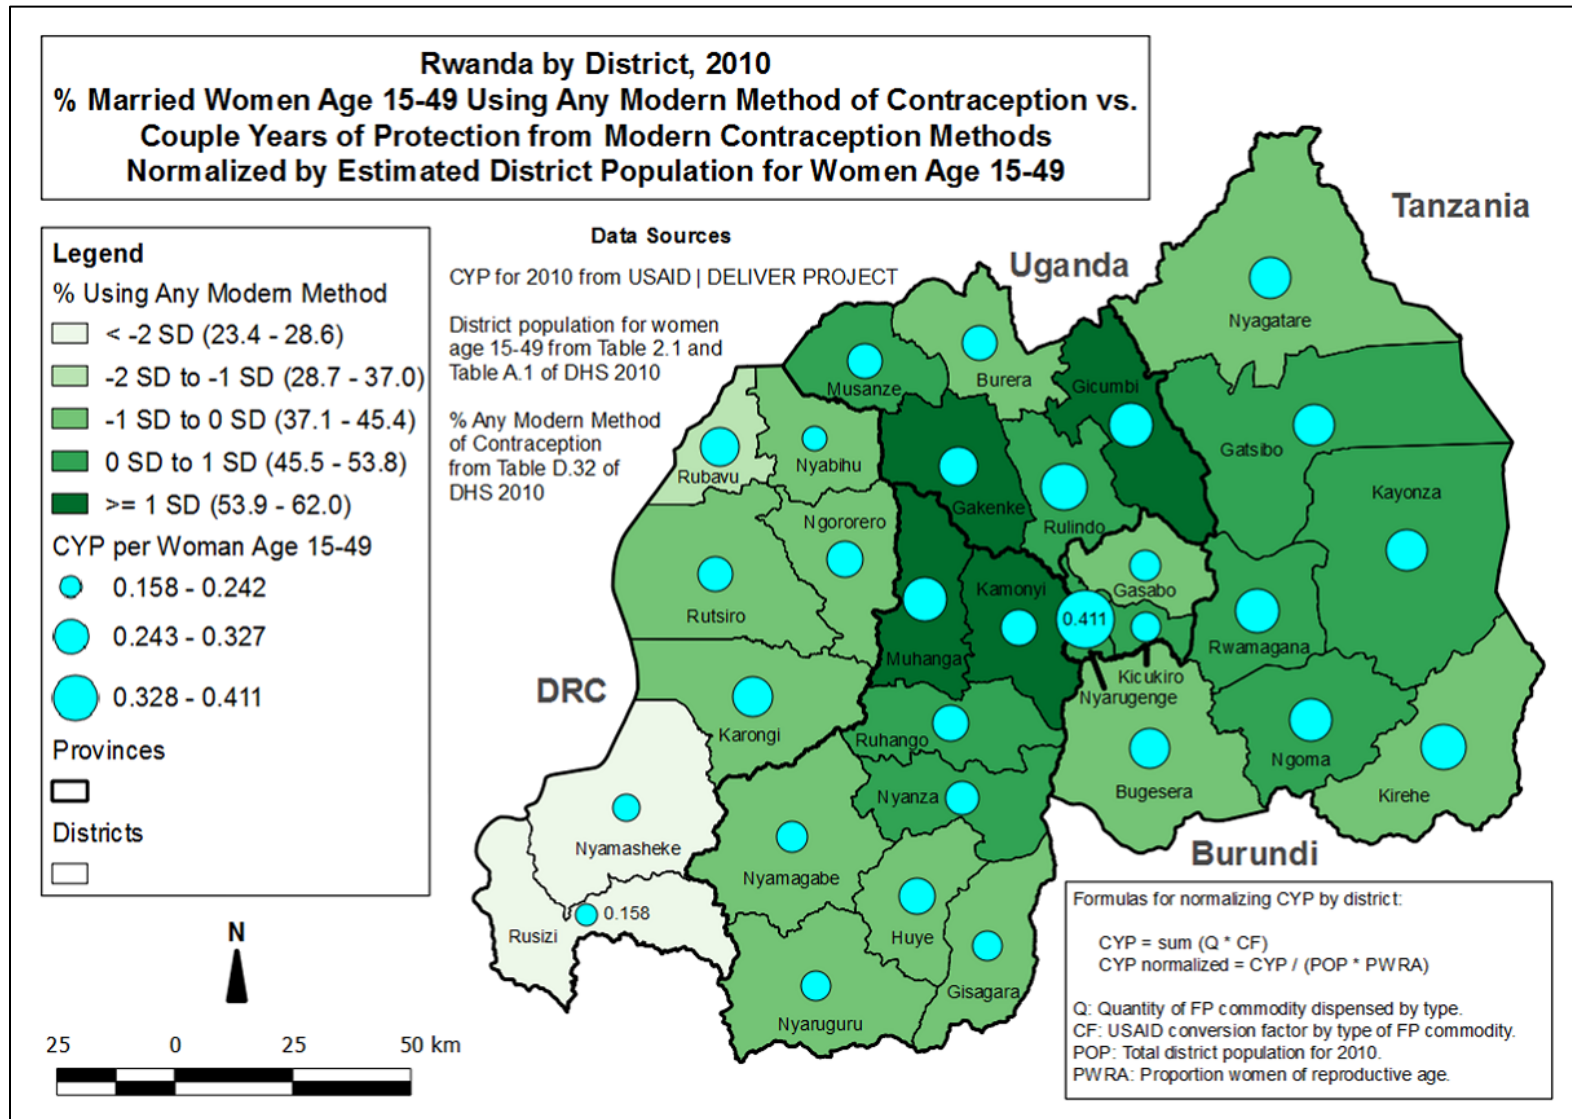 Rwanda by District, 2010
% Married Women Age 15-49 Using Any Modern Method of Contraception vs.
Couple Years of Protection from Modern Contraception Methods
Normalized by Estimated District Population for Women Age 15-49
Legend
% Using Any Modern Method
< -2 SD (23.4 - 28.6)
-2 SD to -1 SD (28.7 - 37.0)
-1 SD to 0 SD (37.1 - 45.4)
0 SD to 1 SD (45.5 - 53.8)
>= 1 SD (53.9 - 62.0)
CYP per Woman Age 15-49
0.158 - 0.242
0.243 - 0.327
0.328 - 0.411
Provinces
Districts
Data Sources
CYP for 2010 from USAID | DELIVER PROJECT
District population for women
age 15-49 from Table 2.1 and
Table A.1 of DHS 2010
% Any Modern Method
of Contraception
from Table D.32 of
DHS 2010
Tanzania
Uganda
DRC
Burundi
Nyagatare
Burera
Musanze
Gicumbi
Gatsibo
Rubavu
Nyabihu
Gakenke
Rulindo
Kayonza
Ngororero
Rutsiro
Kamonyi
Gasabo
0.411
Muhanga
Rwamagana
Kicukiro
Nyarugenge
Karongi
Ruhango
Ngoma
Bugesera
Kirehe
Nyanza
Nyamasheke
Nyamagabe
0.158
Rusizi
Huye
Gisagara
Nyaruguru
N
25 0 25 50 km
Formulas for normalizing CYP by district:
CYP = sum (Q * CF)
CYP normalized = CYP / (POP * PWRA)
Q: Quantity of FP commodity dispensed by type.
CF: USAID conversion factor by type of FP commodity.
POP: Total district population for 2010.
PWRA: Proportion women of reproductive age.